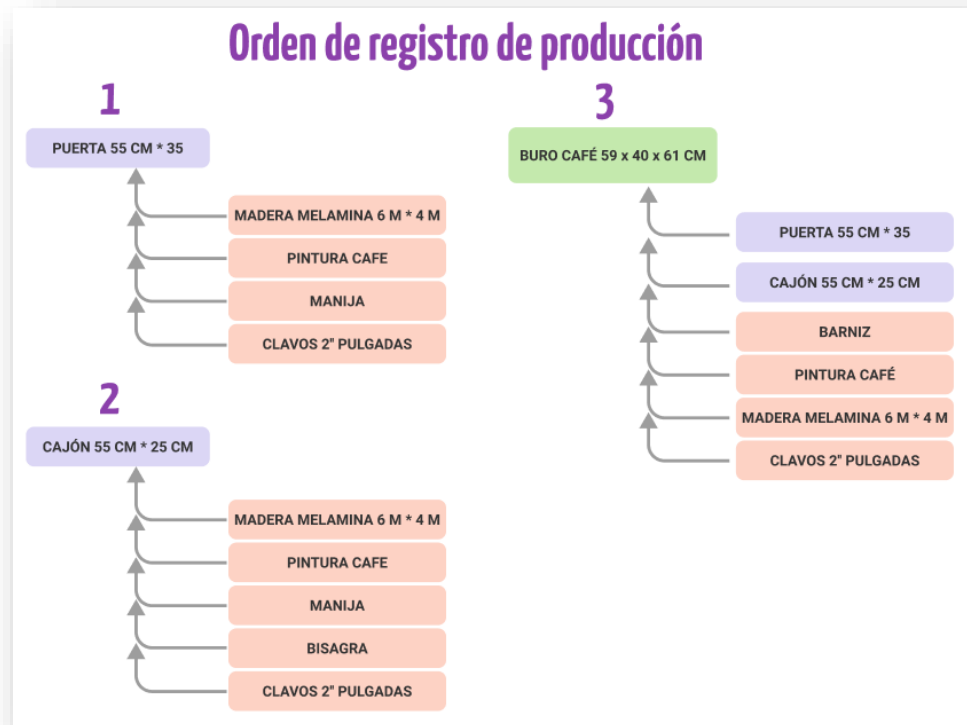 Orden de registro de producción
1
PUERTA 55 CM * 35
MADERA MELAMINA 6 M * 4 M
PINTURA CAFE
MANIJA
CLAVOS 2" PULGADAS
2
CAJÓN 55 CM * 25 CM
MADERA MELAMINA 6 M * 4 M
PINTURA CAFE
MANIJA
BISAGRA
CLAVOS 2" PULGADAS
3
BURO CAFÉ 59 x 40 x 61 CM
PUERTA 55 CM * 35
CAJÓN 55 CM * 25 CM
BARNIZ
PINTURA CAFÉ
MADERA MELAMINA 6 M * 4 M
CLAVOS 2" PULGADAS